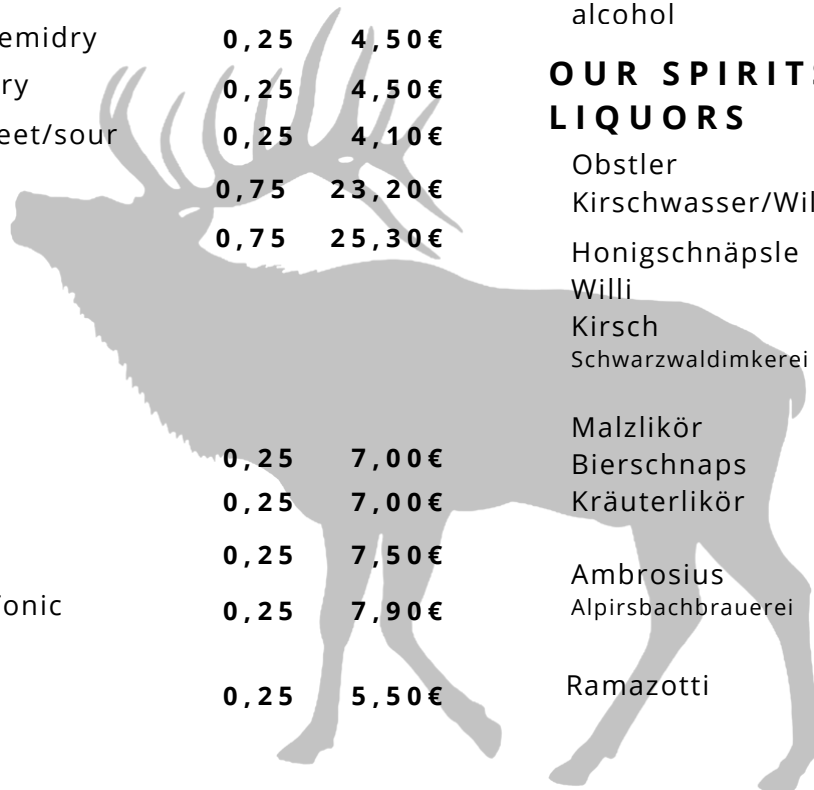 emidry 0,25 4,50€
ry 0,25 4,50€
eet/sour 0,25 4,10€
0,75 23,20€
0,75 25,30€
0,25 7,00€
0,25 7,00€
0,25 7,50€
Tonic 0,25 7,90€
0,25 5,50€
alcohol
OUR SPIRITS
LIQUORS
Obstler
Kirschwasser/Wil
Honigschnäpsle
Willi
Kirsch
Schwarzwaldimkerei
Malzlikör
Bierschnaps
Kräuterlikör
Ambrosius
Alpirsbachbrauerei
Ramazotti